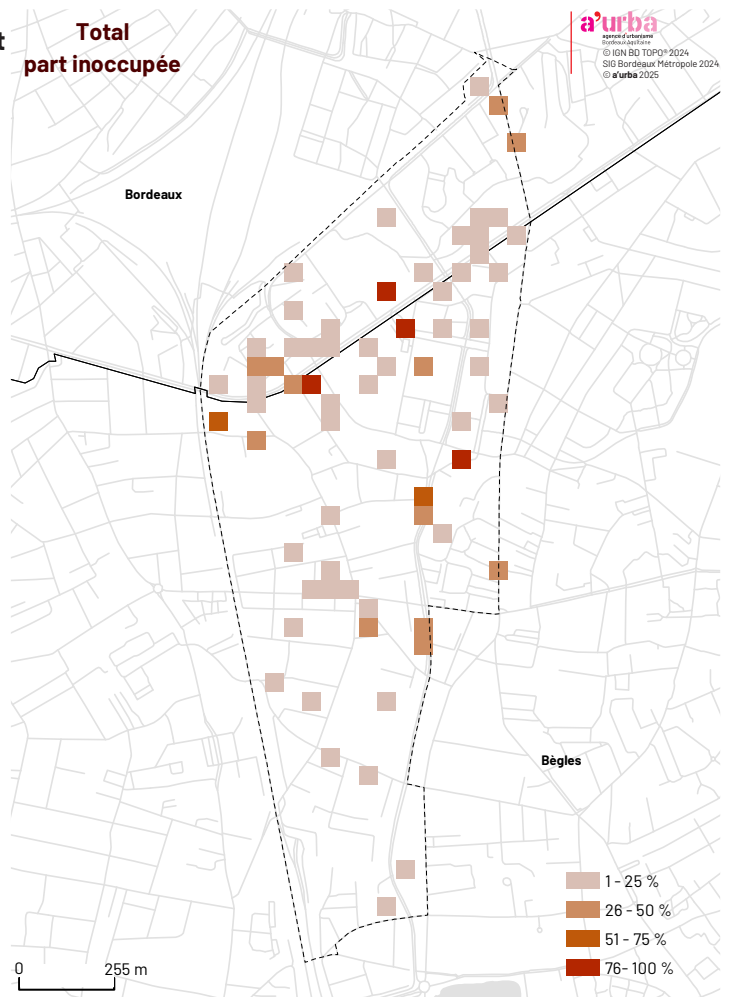 t
Total
part inoccupée
a'urba
agence d'urbanisme
Bordeaux Aquitaine
© IGN BD TOPO® 2024
SIG Bordeaux Métropole 2024
© a'urba 2025
Bordeaux
Bègles
1 - 25 %
26 - 50 %
51 - 75 %
76- 100 %
0
255 m